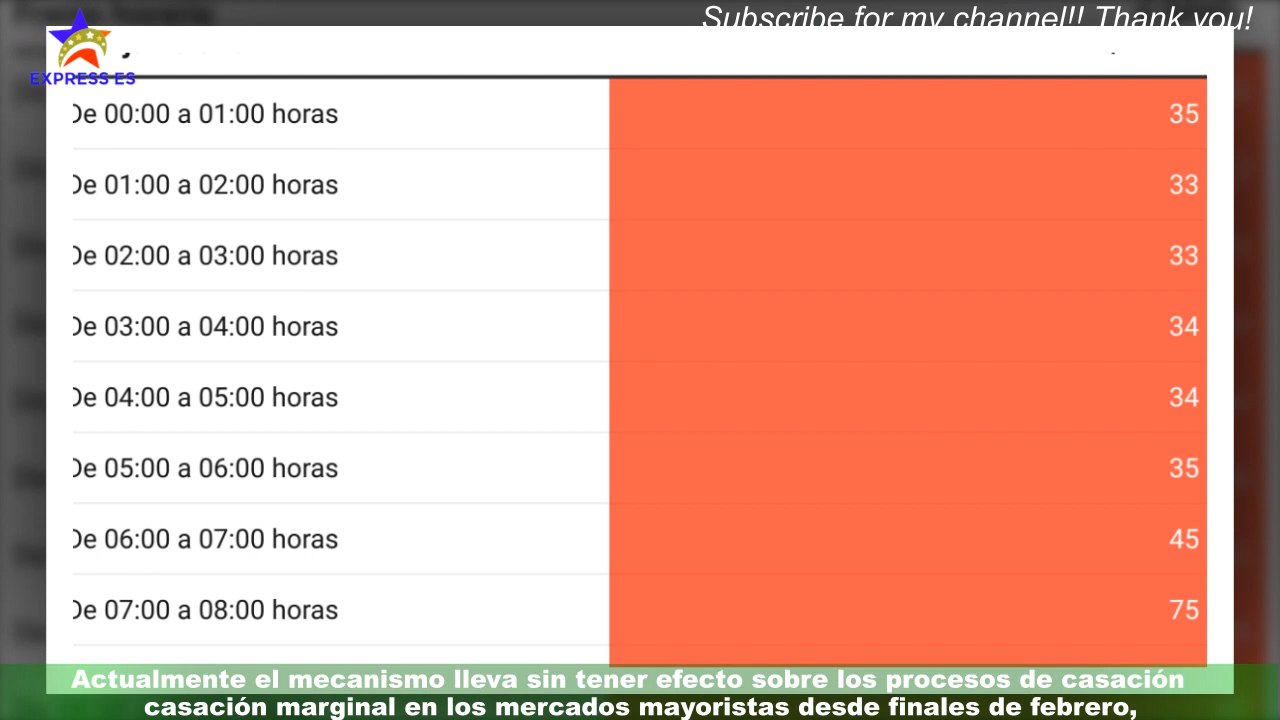 Subscribe for my channel!! Thank you!
EXPRESS ES
De 00:00 a 01:00 horas 35
De 01:00 a 02:00 horas 33
De 02:00 a 03:00 horas 33
De 03:00 a 04:00 horas 34
De 04:00 a 05:00 horas 34
De 05:00 a 06:00 horas 35
De 06:00 a 07:00 horas 45
De 07:00 a 08:00 horas 75
Actualmente el mecanismo lleva sin tener efecto sobre los procesos de casación
casación marginal en los mercados mayoristas desde finales de febrero,